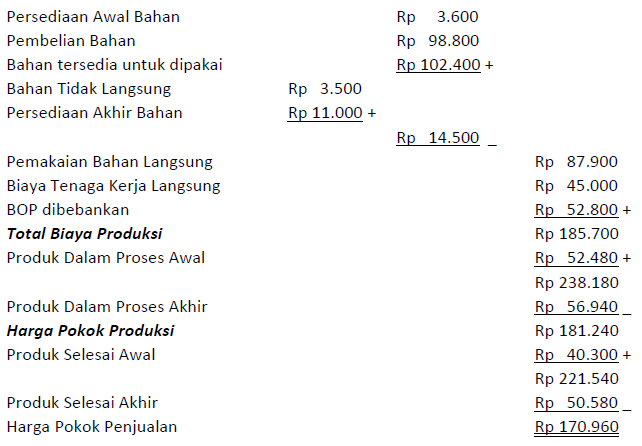 Persediaan Awal Bahan Rp 3.600
Pembelian Bahan Rp 98.800
Bahan tersedia untuk dipakai Rp 102.400 +
Bahan Tidak Langsung Rp 3.500
Persediaan Akhir Bahan Rp 11.000 +
Rp 14.500 _
Pemakaian Bahan Langsung Rp 87.900
Biaya Tenaga Kerja Langsung Rp 45.000
BOP dibebankan Rp 52.800 +
Total Biaya Produksi Rp 185.700
Produk Dalam Proses Awal Rp 52.480 +
Rp 238.180
Produk Dalam Proses Akhir Rp 56.940 _
Harga Pokok Produksi Rp 181.240
Produk Selesai Awal Rp 40.300 +
Rp 221.540
Produk Selesai Akhir Rp 50.580 _
Harga Pokok Penjualan Rp 170.960